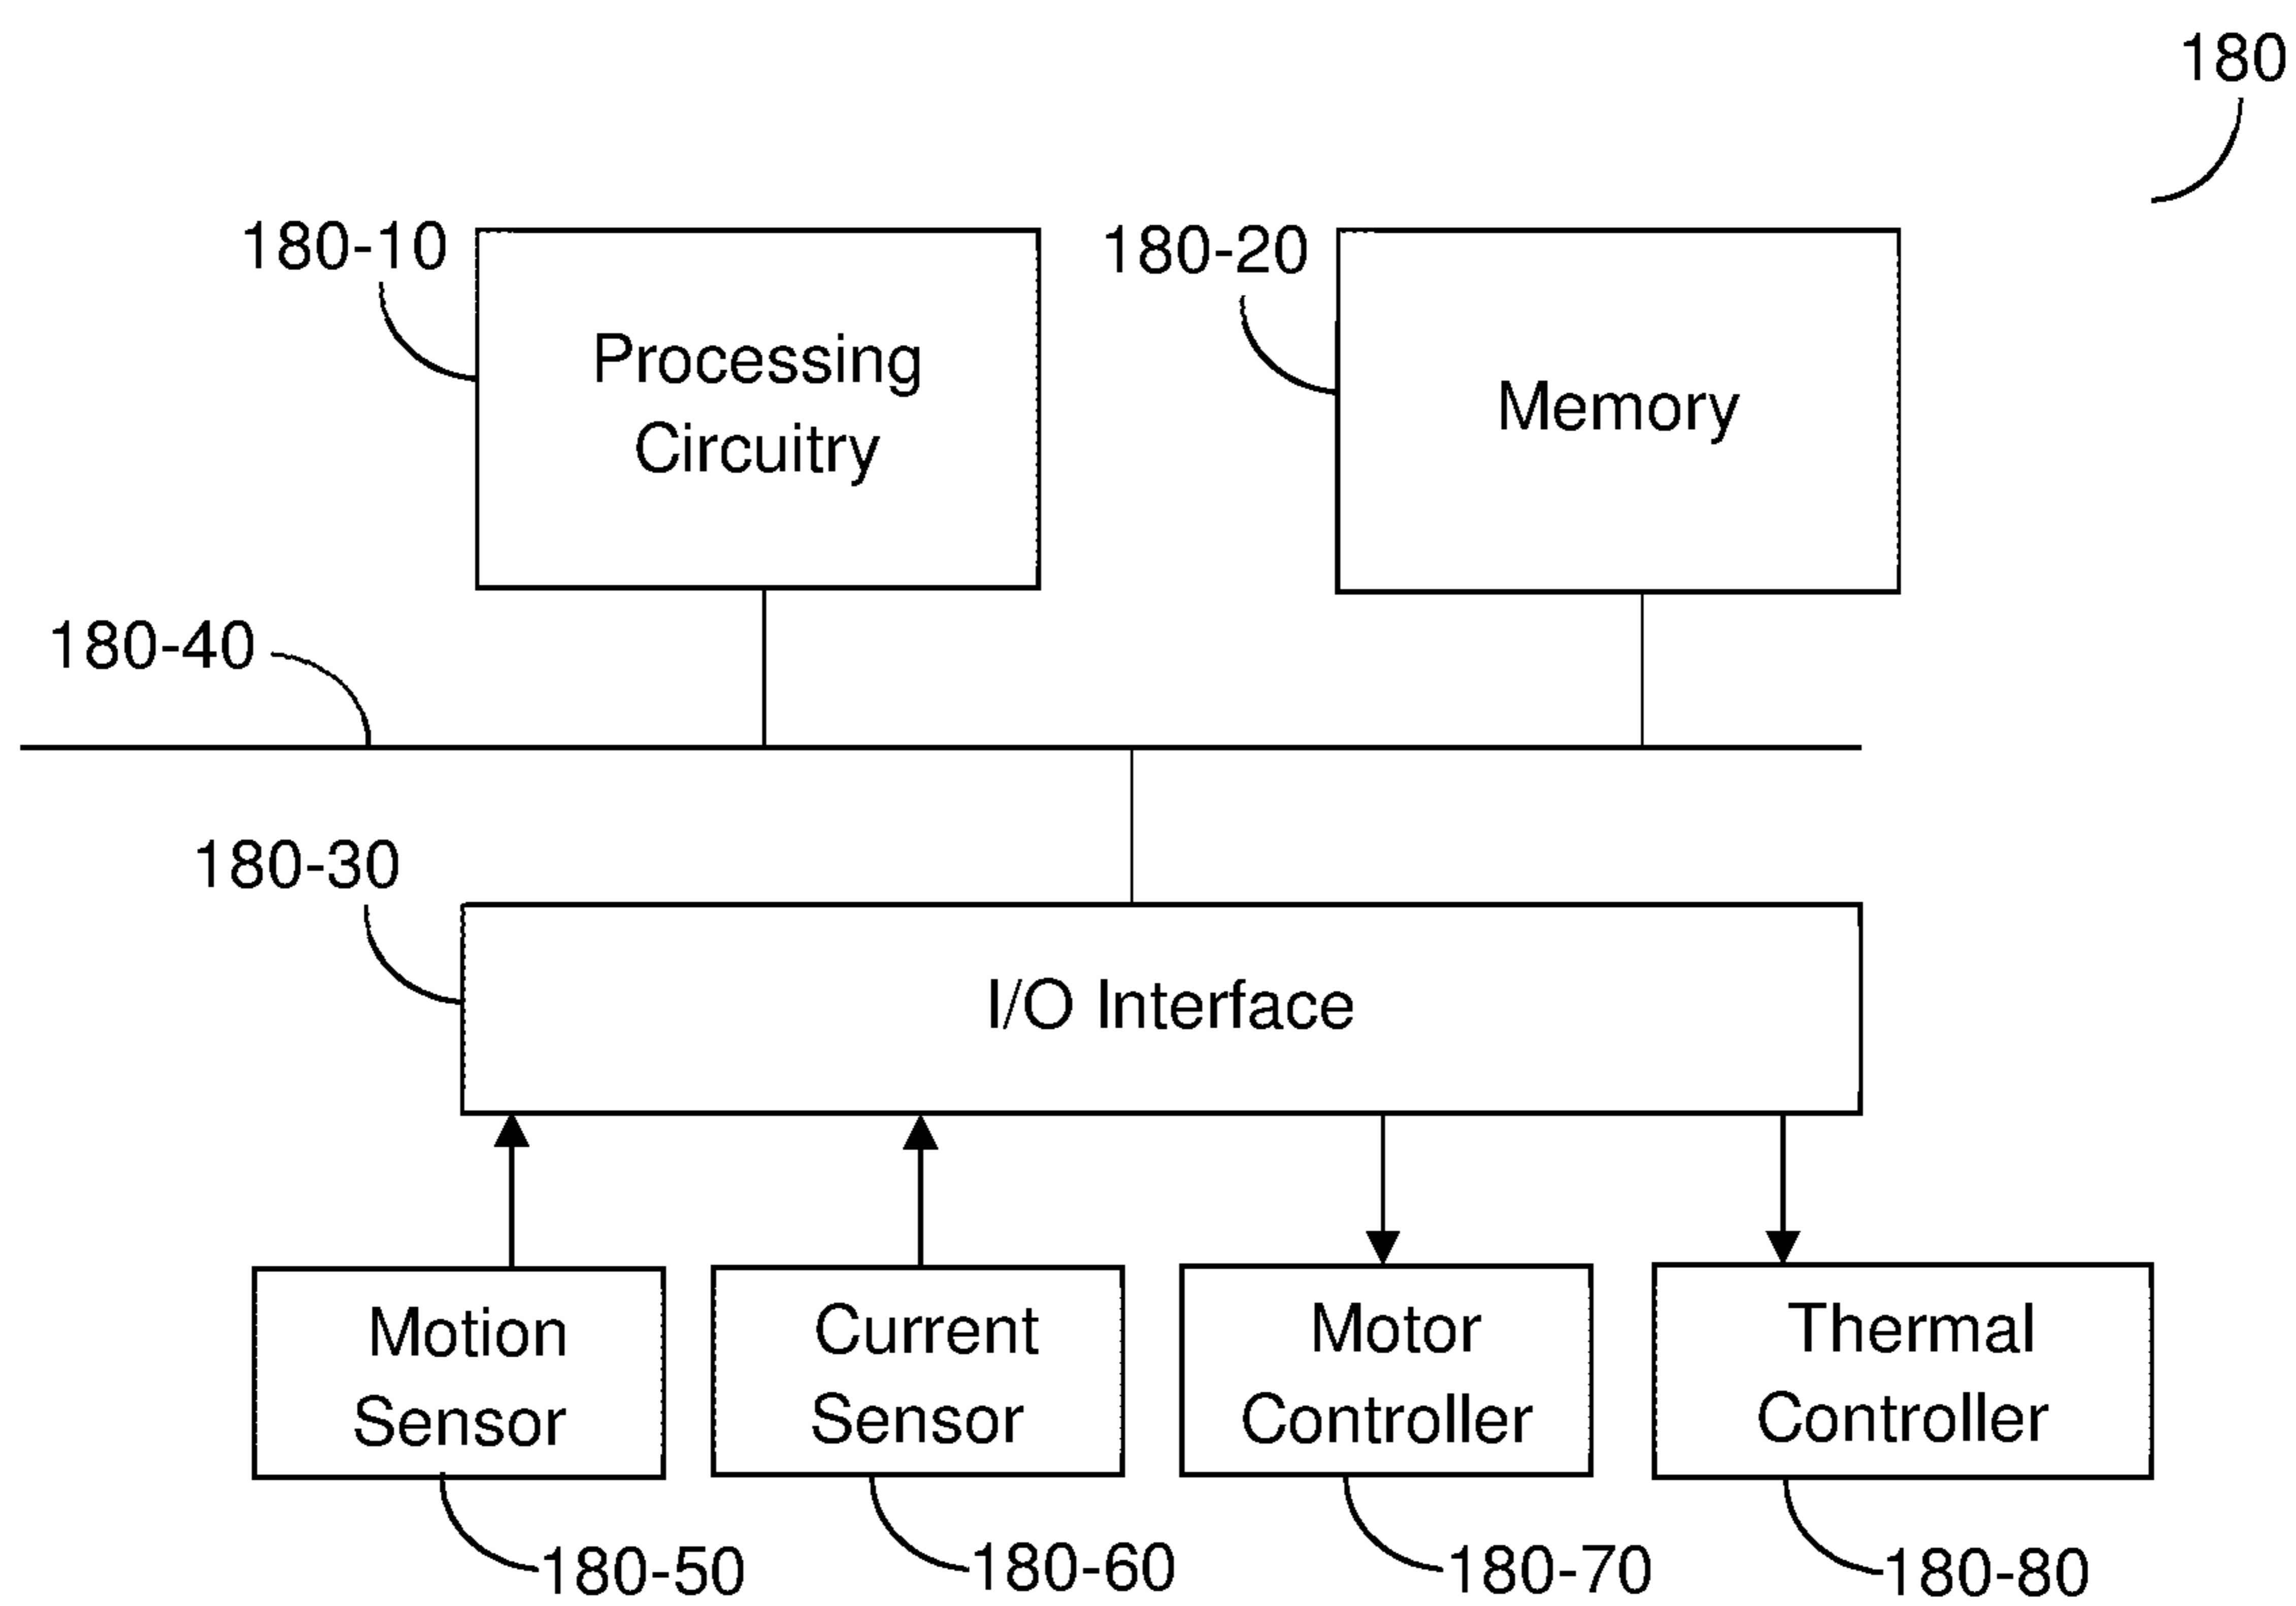 180
180-10
Processing
Circuitry
180-20
Memory
180-40
180-30
I/O Interface
Motion
Sensor
Current
Sensor
Motor
Controller
Thermal
Controller
180-50
180-60
180-70
180-80